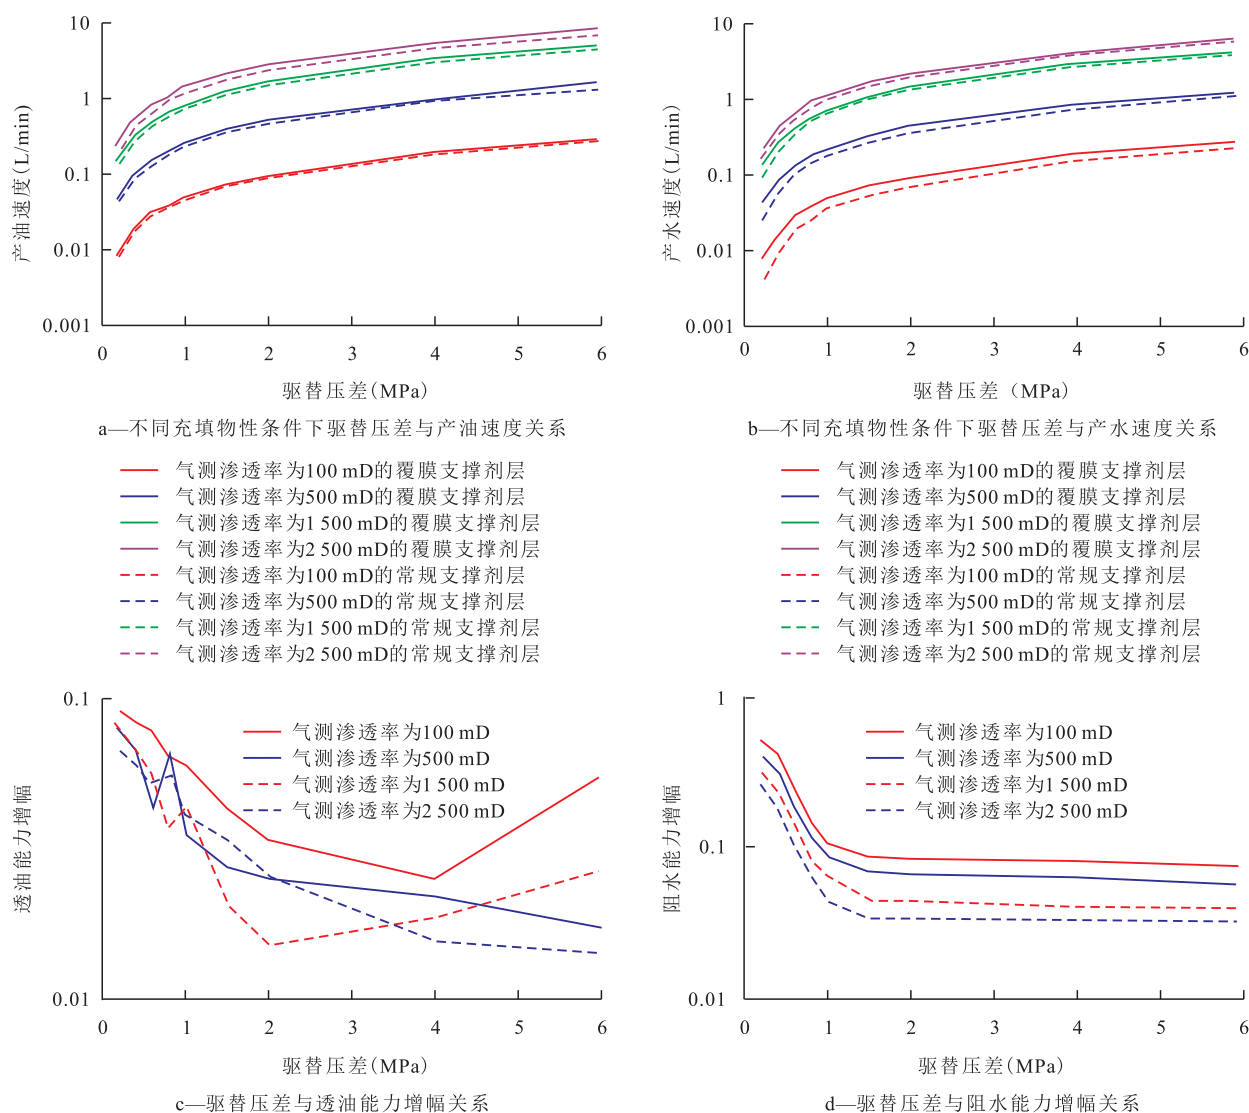 10
1
0.1
0.01
0.001
产油速度(L/min)
0 1 2 3 4 5 6
驱替压差(MPa)
a—不同充填物性条件下驱替压差与产油速度关系
10
1
0.1
0.01
0.001
产水速度(L/min)
0 1 2 3 4 5 6
驱替压差（MPa）
b—不同充填物性条件下驱替压差与产水速度关系
气测渗透率为100 mD的覆膜支撑剂层
气测渗透率为500 mD的覆膜支撑剂层
气测渗透率为1 500 mD的覆膜支撑剂层
气测渗透率为2 500 mD的覆膜支撑剂层
气测渗透率为100 mD的常规支撑剂层
气测渗透率为500 mD的常规支撑剂层
气测渗透率为1 500 mD的常规支撑剂层
气测渗透率为2 500 mD的常规支撑剂层
气测渗透率为100 mD的覆膜支撑剂层
气测渗透率为500 mD的覆膜支撑剂层
气测渗透率为1 500 mD的覆膜支撑剂层
气测渗透率为2 500 mD的覆膜支撑剂层
气测渗透率为100 mD的常规支撑剂层
气测渗透率为500 mD的常规支撑剂层
气测渗透率为1 500 mD的常规支撑剂层
气测渗透率为2 500 mD的常规支撑剂层
0.1
0.01
透油能力增幅
气测渗透率为100 mD
气测渗透率为500 mD
气测渗透率为1 500 mD
气测渗透率为2 500 mD
0 1 2 3 4 5 6
驱替压差(MPa)
c—驱替压差与透油能力增幅关系
1
0.1
0.01
阻水能力增幅
气测渗透率为100 mD
气测渗透率为500 mD
气测渗透率为1 500 mD
气测渗透率为2 500 mD
0 1 2 3 4 5 6
驱替压差(MPa)
d—驱替压差与阻水能力增幅关系